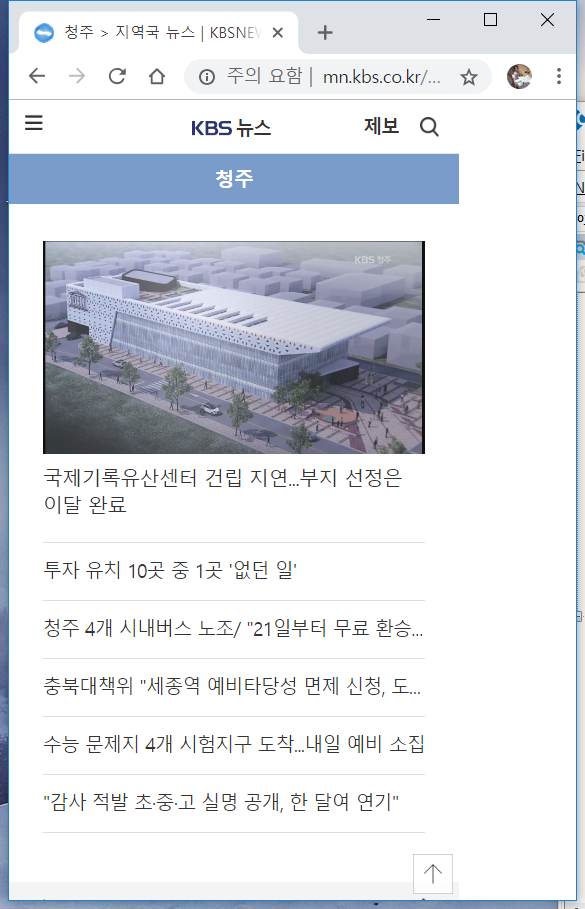 청주 > 지역국 뉴스 | KBSNEW
주의 요함 | mn.kbs.co.kr/...
KBS 뉴스 제보
청주
KBS 청주
국제기록유산센터 건립 지연...부지 선정은
이달 완료
투자 유치 10곳 중 1곳 '없던 일'
청주 4개 시내버스 노조/ "21일부터 무료 환승...
충북대책위 "세종역 예비타당성 면제 신청, 도...
수능 문제지 4개 시험지구 도착...내일 예비 소집
"감사 적발 초·중·고 실명 공개, 한 달여 연기"